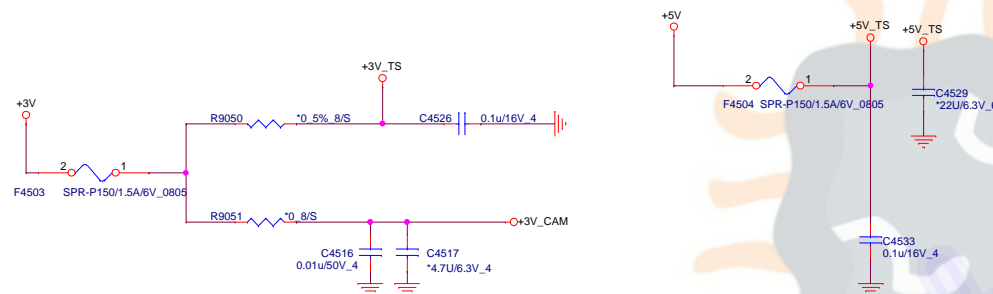 +3V
2 1
F4503 SPR-P150/1.5A/6V_0805
+3V_TS
R9050 *0_5%_8/S
C4526 0.1u/16V_4
R9051 *0_8/S
+3V_CAM
C4516
0.01u/50V_4
C4517
*4.7U/6.3V_4
+5V
2 1
F4504 SPR-P150/1.5A/6V_0805
+5V_TS
+5V_TS
C4529
*22U/6.3V_6
C4533
0.1u/16V_4